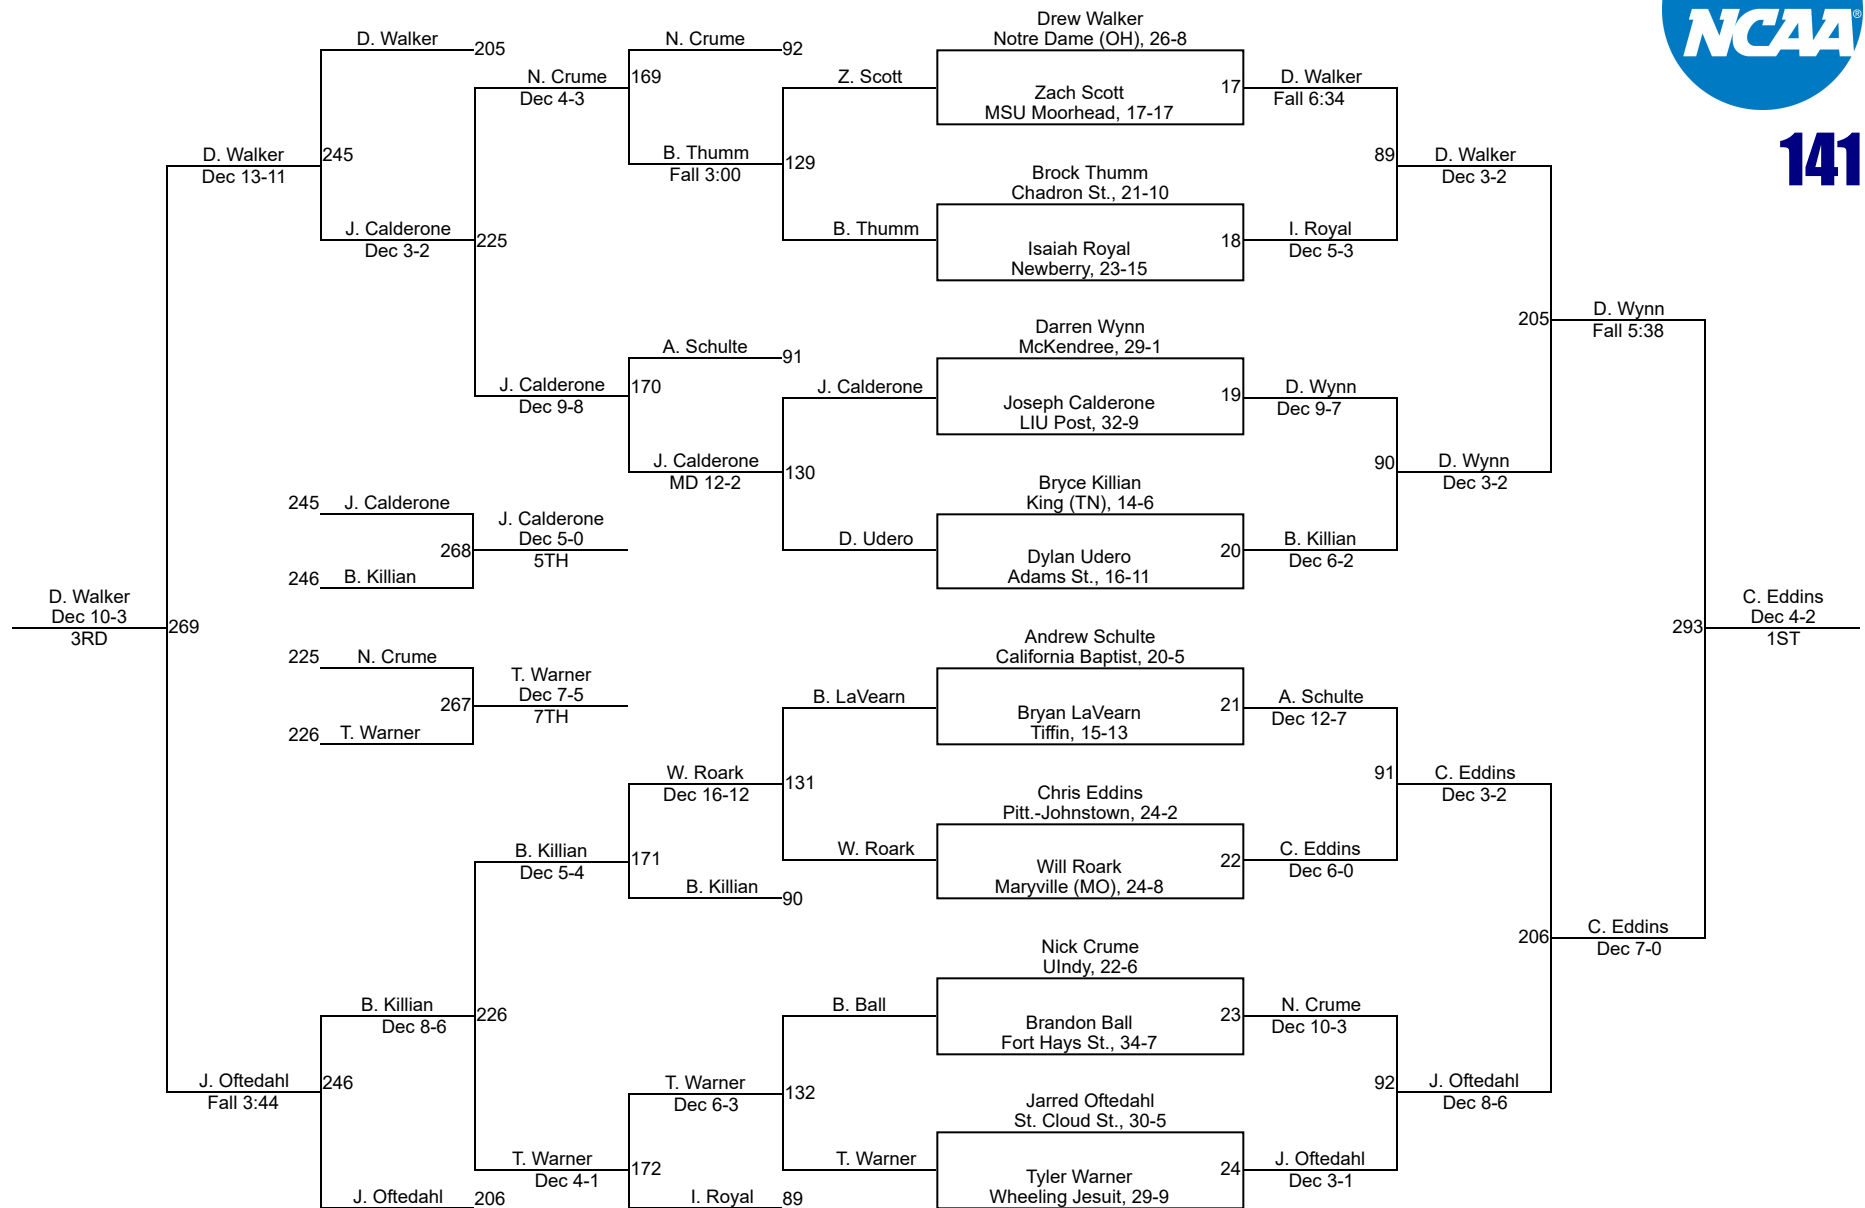 NCAA®
141
Drew Walker
Notre Dame (OH), 26-8
17
Zach Scott
MSU Moorhead, 17-17
Brock Thumm
Chadron St., 21-10
18
Isaiah Royal
Newberry, 23-15
Darren Wynn
McKendree, 29-1
19
Joseph Calderone
LIU Post, 32-9
Bryce Killian
King (TN), 14-6
20
Dylan Udero
Adams St., 16-11
Andrew Schulte
California Baptist, 20-5
21
Bryan LaVearn
Tiffin, 15-13
Chris Eddins
Pitt.-Johnstown, 24-2
22
Will Roark
Maryville (MO), 24-8
Nick Crume
UIndy, 22-6
23
Brandon Ball
Fort Hays St., 34-7
Jarred Oftedahl
St. Cloud St., 30-5
24
Tyler Warner
Wheeling Jesuit, 29-9
D. Walker
Fall 6:34
89
I. Royal
Dec 5-3
D. Wynn
Dec 9-7
90
B. Killian
Dec 6-2
A. Schulte
Dec 12-7
91
C. Eddins
Dec 6-0
N. Crume
Dec 10-3
92
J. Oftedahl
Dec 3-1
D. Walker
Dec 3-2
205
D. Wynn
Dec 3-2
C. Eddins
Dec 3-2
206
J. Oftedahl
Dec 8-6
D. Wynn
Fall 5:38
293
C. Eddins
Dec 7-0
C. Eddins
Dec 4-2
1ST
Z. Scott
129
B. Thumm
J. Calderone
130
D. Udero
B. LaVearn
131
W. Roark
B. Ball
132
T. Warner
N. Crume
92
169
B. Thumm
Fall 3:00
A. Schulte
91
170
J. Calderone
MD 12-2
W. Roark
Dec 16-12
171
B. Killian
90
T. Warner
Dec 6-3
172
I. Royal
89
N. Crume
Dec 4-3
225
J. Calderone
Dec 9-8
B. Killian
Dec 5-4
226
T. Warner
Dec 4-1
D. Walker
205
245
J. Calderone
Dec 3-2
B. Killian
Dec 8-6
246
J. Oftedahl
206
245
J. Calderone
268
246
B. Killian
J. Calderone
Dec 5-0
5TH
225
N. Crume
267
226
T. Warner
T. Warner
Dec 7-5
7TH
D. Walker
Dec 13-11
269
J. Oftedahl
Fall 3:44
D. Walker
Dec 10-3
3RD